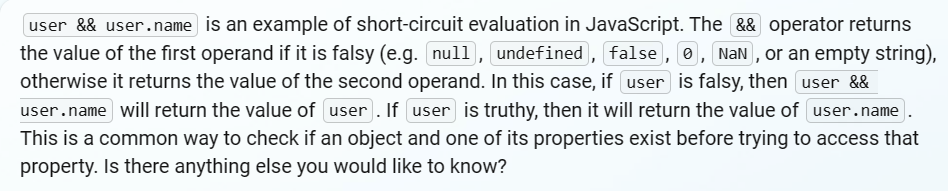 user && user.name is an example of short-circuit evaluation in JavaScript. The && operator returns
the value of the first operand if it is falsy (e.g. null, undefined, false, 0, NaN, or an empty string),
otherwise it returns the value of the second operand. In this case, if user is falsy, then user &&
user.name will return the value of user. If user is truthy, then it will return the value of user.name.
This is a common way to check if an object and one of its properties exist before trying to access that
property. Is there anything else you would like to know?